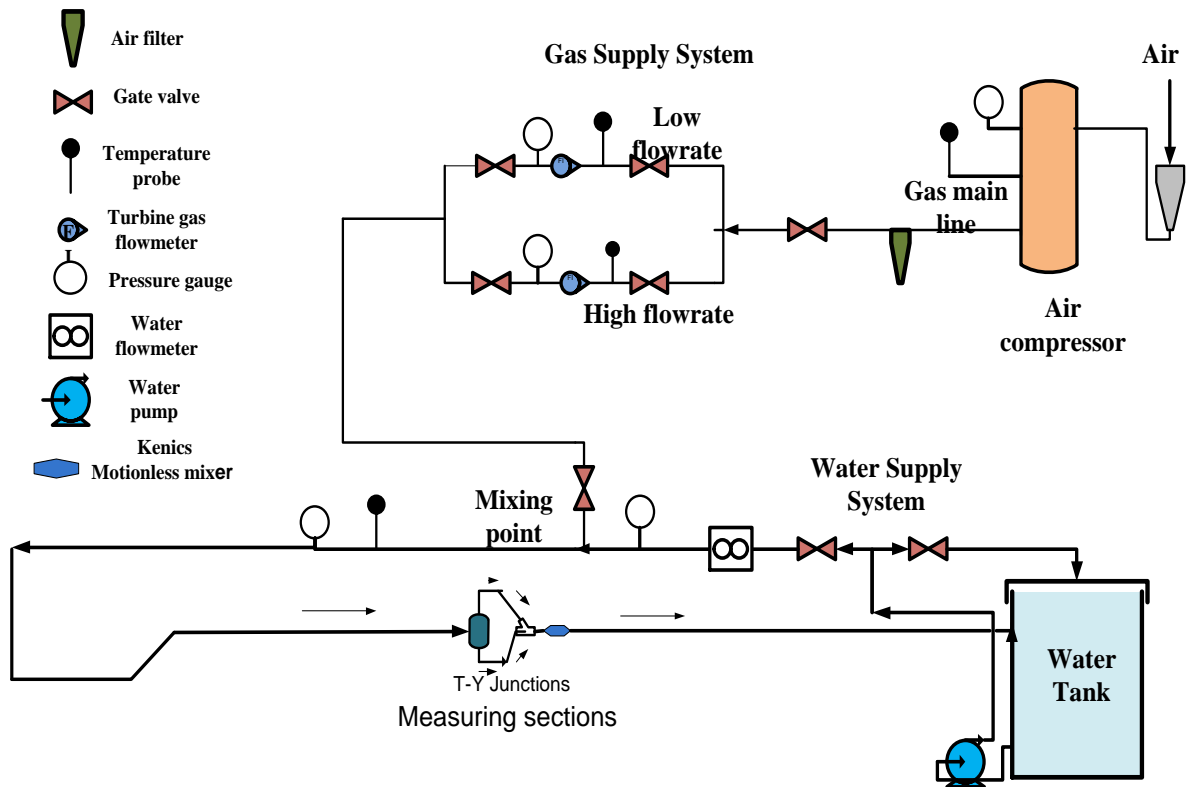 Air filter
Gate valve
Temperature
probe
F
Turbine gas
flowmeter
Pressure gauge
Water
flowmeter
Water
pump
Kenics
Motionless mixer
Gas Supply System
Low
flowrate
FI
FI
High flowrate
Gas main
line
Air
Air
compressor
Mixing
point
Water Supply
System
T-Y Junctions
Measuring sections
Water
Tank